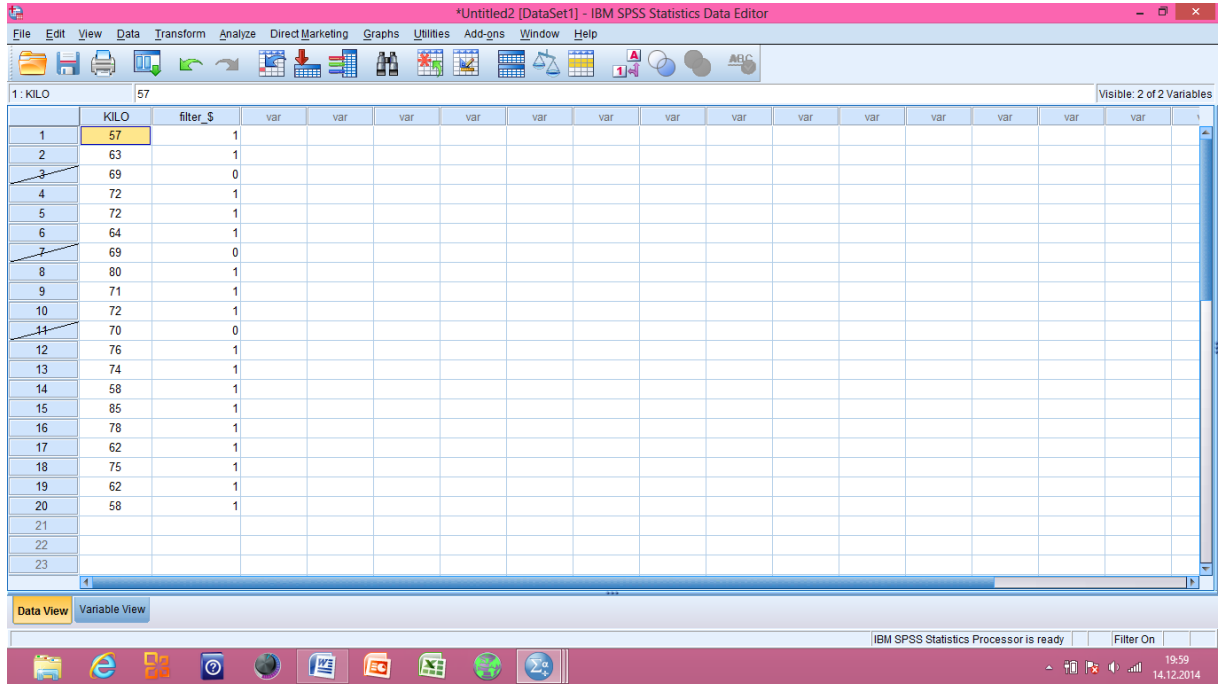 *Untitled2 [DataSet1] - IBM SPSS Statistics Data Editor
File Edit View Data Transform Analyze Direct Marketing Graphs Utilities Add-ons Window Help
A
14
ABC
1 : KILO 57 Visible: 2 of 2 Variables
KILO filter_$ var var var var var var var var var var var var var var
1 57 1
2 63 1
3 69 0
4 72 1
5 72 1
6 64 1
7 69 0
8 80 1
9 71 1
10 72 1
11 70 0
12 76 1
13 74 1
14 58 1
15 85 1
16 78 1
17 62 1
18 75 1
19 62 1
20 58 1
21
22
23
Data View Variable View
IBM SPSS Statistics Processor is ready Filter On
19:59
14.12.2014